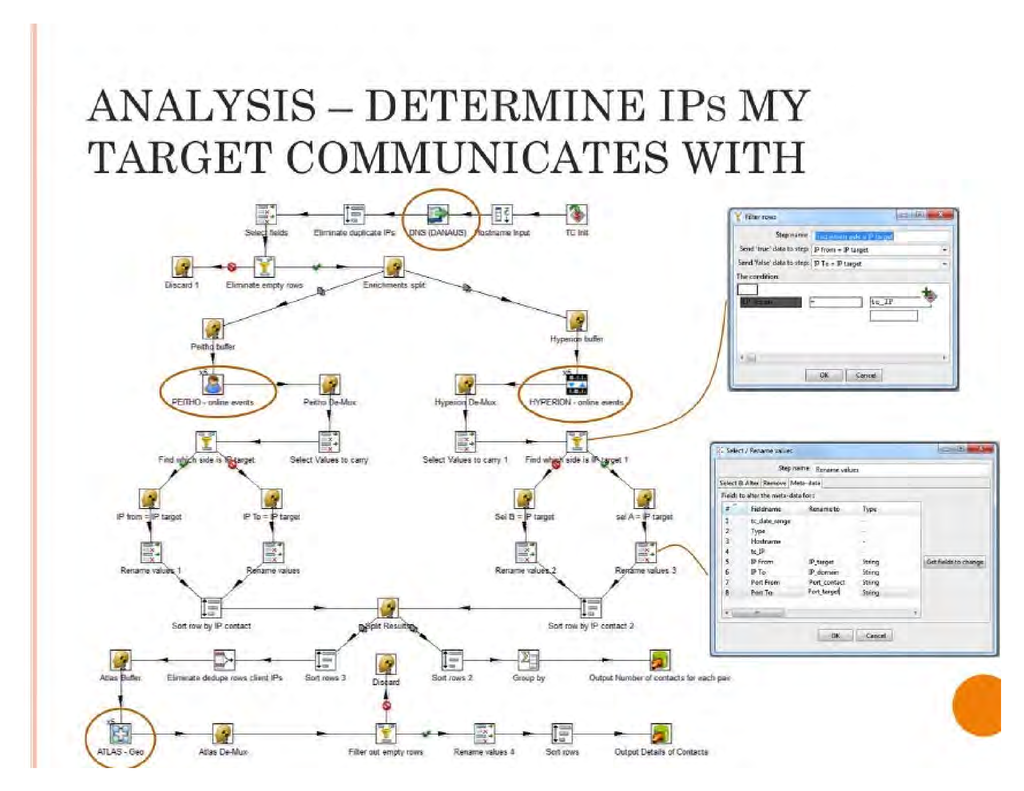 ANALYSIS – DETERMINE IPS MY
TARGET COMMUNICATES WITH
Select fields
Eliminate duplicate IPs
DNS (DANAUS)
Hostname Input
TC Init
Discard 1
Eliminate empty rows
Enrichments split
Peitho buffer
Hyperion buffer
x5
PEITHO - online events
Peitho De-Mux
Hyperion De-Mux
x5
HYPERION - online events
Find which side is IP target
Select Values to carry
Select Values to carry 1
Find which side is IP target 1
IP from = IP target
IP To = IP target
Sel B = IP target
sel A = IP target
Rename values 1
Rename values
Rename values 2
Rename values 3
Sort row by IP contact
Split Results
Sort row by IP contact 2
Atlas Buffer
Eliminate dedupe rows client IPs
Sort rows 3
Discard
Sort rows 2
Group by
Output Number of contacts for each pair
x5
ATLAS - Geo
Atlas De-Mux
Filter out empty rows
Rename values 4
Sort rows
Output Details of Contacts
Filter rows
Step name
Find which side is IP target
Send 'true' data to step:
IP from = IP target
Send 'false' data to step:
IP To = IP target
The condition:
=
to_IP
OK
Cancel
Select / Rename values
Step name
Rename values
Select & Alter
Remove
Meta-data
Fields to alter the meta-data for:
# Fieldname Rename to Type
1 tc_date_range -
2 Type -
3 Hostname -
4 tc_IP
5 IP From IP_target String
6 IP To IP_domain String
7 Port From Port_contact String
8 Port To Port_target String
Get fields to change
OK
Cancel